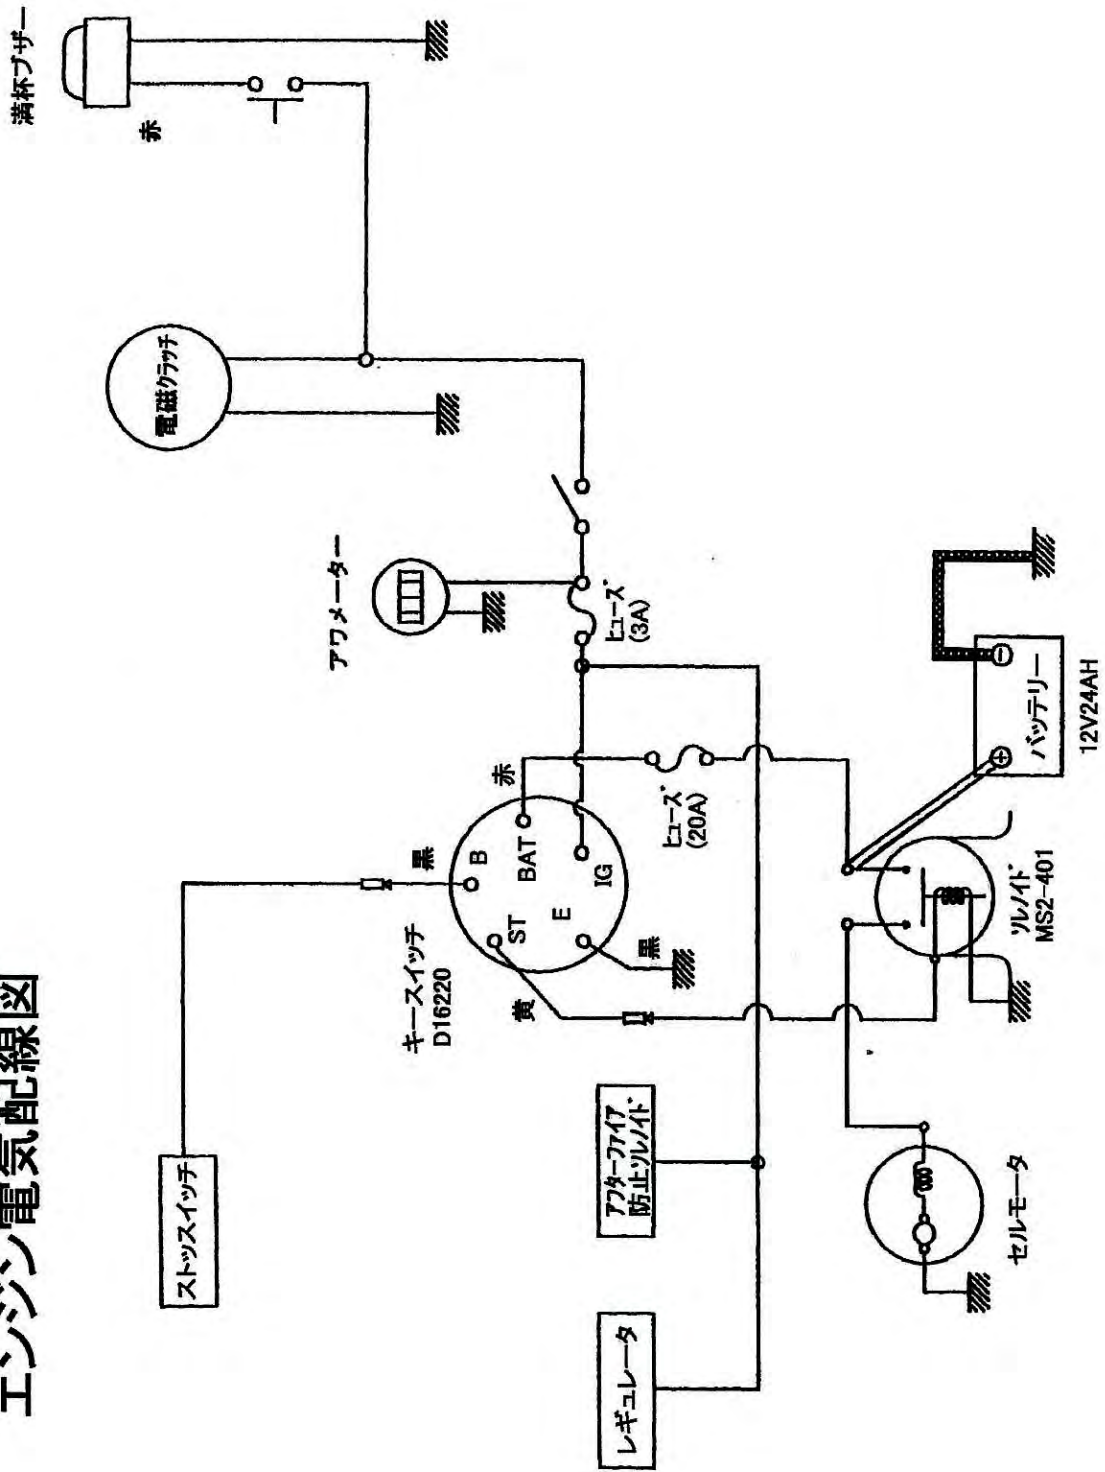 エンジン電気配線図
ストッスイッチ
レギュレータ
アフターファイア
防止ソレノイド
セルモータ
キースイッチ
D16220
黒
B
ST
BAT
E
IG
黄
黒
赤
ヒューズ
(20A)
ソレノイド
MS2-401
バッテリー
+
-
12V24AH
アワメーター
ヒューズ
(3A)
電磁クラッチ
満杯ブザー
赤